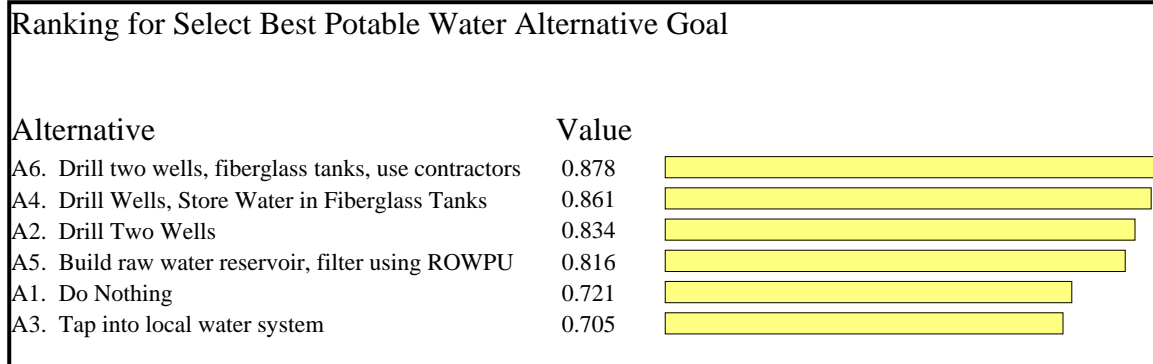 Ranking for Select Best Potable Water Alternative Goal
Alternative Value
A6. Drill two wells, fiberglass tanks, use contractors 0.878
A4. Drill Wells, Store Water in Fiberglass Tanks 0.861
A2. Drill Two Wells 0.834
A5. Build raw water reservoir, filter using ROWPU 0.816
A1. Do Nothing 0.721
A3. Tap into local water system 0.705